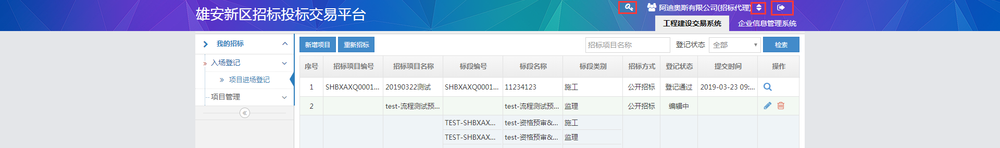 雄安新区招标投标交易平台
阿迪奥斯有限公司(招标代理)
工程建设交易系统 企业信息管理系统
我的招标
入场登记
项目进场登记
项目管理
新增项目 重新招标 招标项目名称 登记状态 全部 检索
序号 招标项目编号 招标项目名称 标段编号 标段名称 标段类别 招标方式 登记状态 提交时间 操作
1 SHBXAXQ0001... 20190322测试 SHBXAXQ0001... 11234123 施工 公开招标 登记通过 2019-03-23 09:...
2 test-流程测试预... test-流程测试预... 监理 公开招标 编辑中
TEST-SHBXAX... test-资格预审&... 施工
TEST-SHBXAX... test-资格预审&... 监理